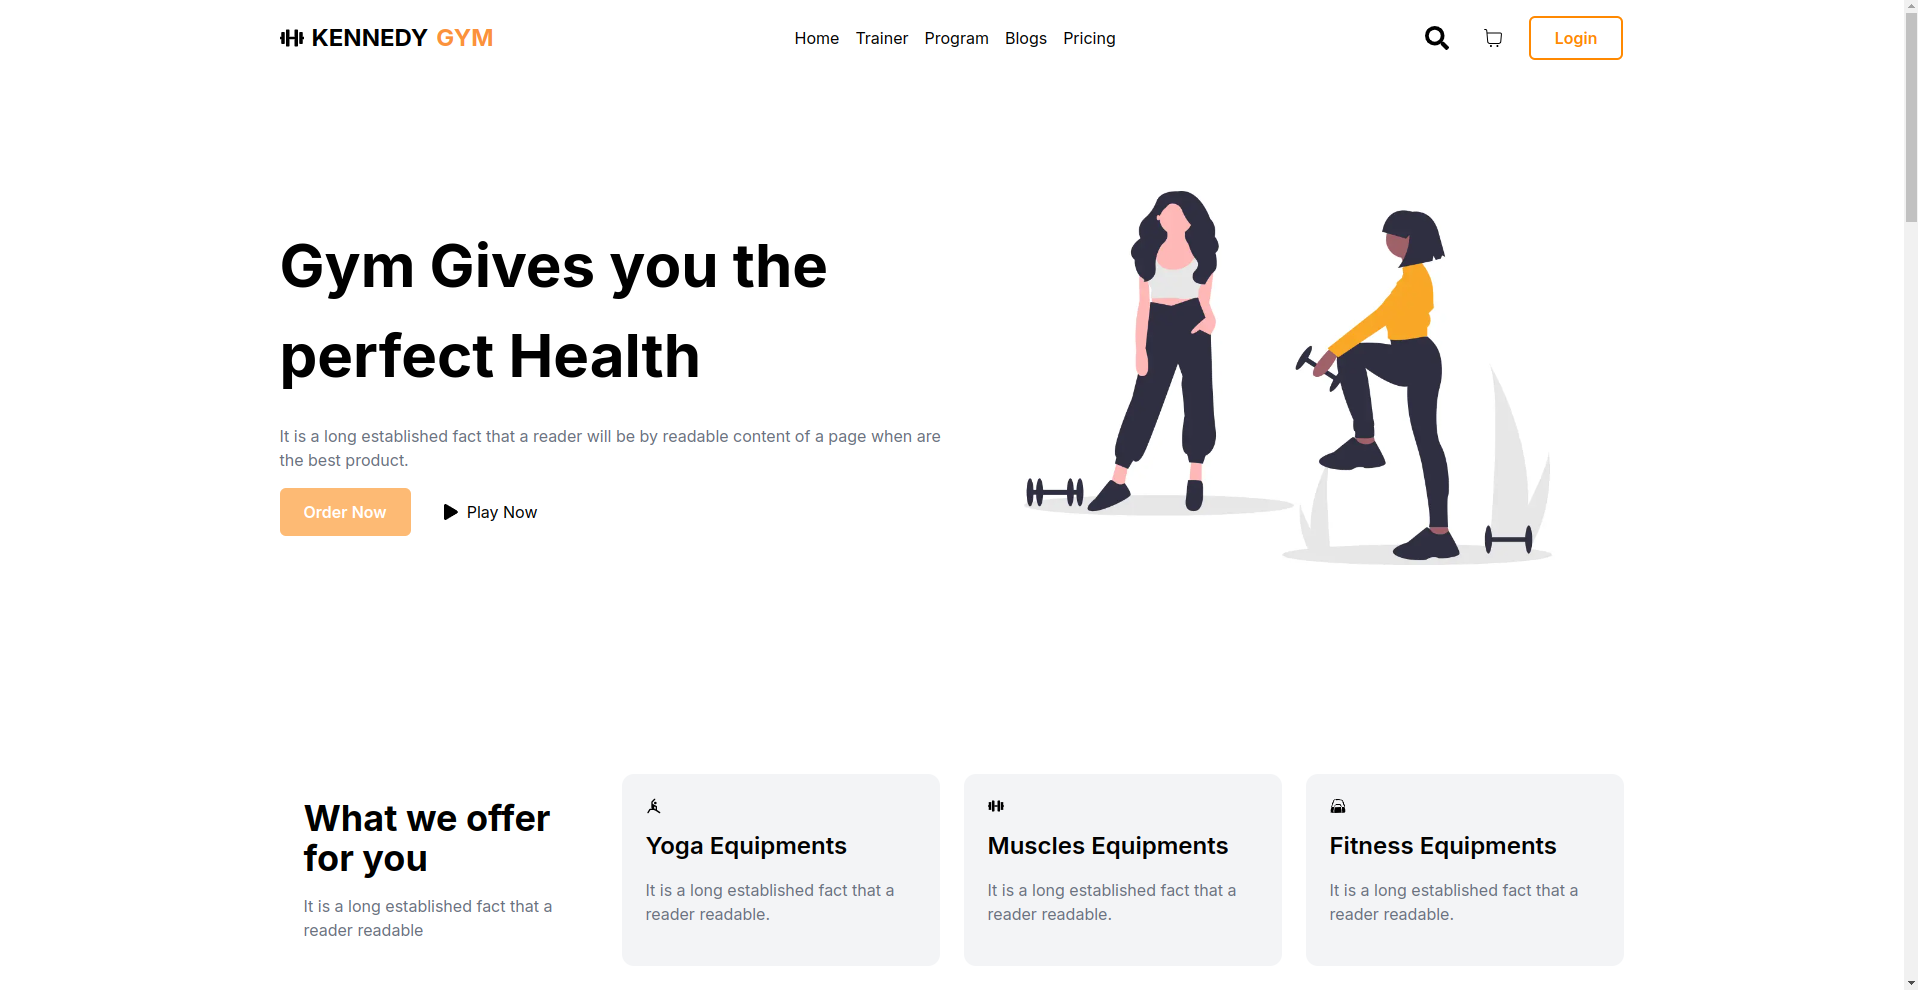 KENNEDY GYM
Home Trainer Program Blogs Pricing
Login
Gym Gives you the
perfect Health
It is a long established fact that a reader will be by readable content of a page when are
the best product.
Order Now
Play Now
What we offer
for you
It is a long established fact that a
reader readable
Yoga Equipments
It is a long established fact that a
reader readable.
Muscles Equipments
It is a long established fact that a
reader readable.
Fitness Equipments
It is a long established fact that a
reader readable.